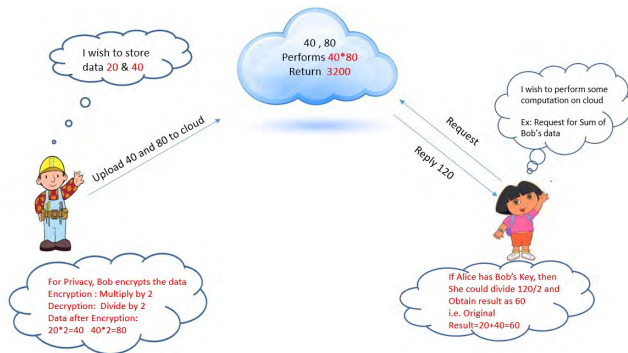 I wish to store
data 20 & 40
40 , 80
Performs 40*80
Return 3200
I wish to perform some
computation on cloud
Ex: Request for Sum of
Bob's data
Upload 40 and 80 to cloud
Request
Reply 120
For Privacy, Bob encrypts the data
Encryption : Multiply by 2
Decryption: Divide by 2
Data after Encryption:
20*2=40 40*2=80
If Alice has Bob's Key, then
She could divide 120/2 and
Obtain result as 60
i.e. Original
Result=20+40=60